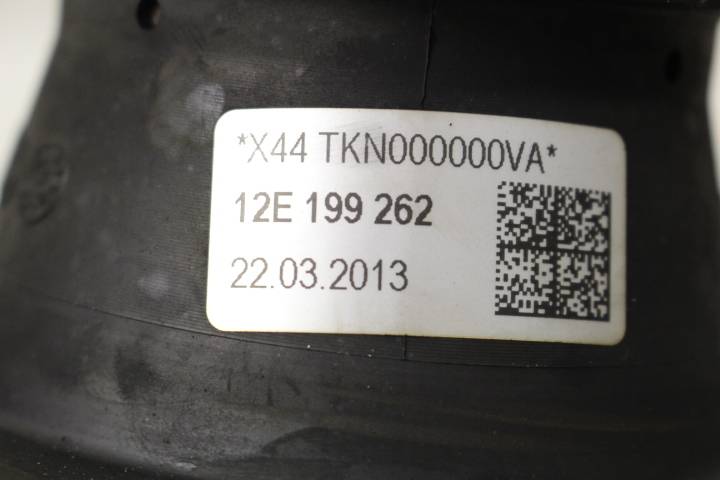 *X44 TKN000000VA*
12E 199 262
22.03.2013